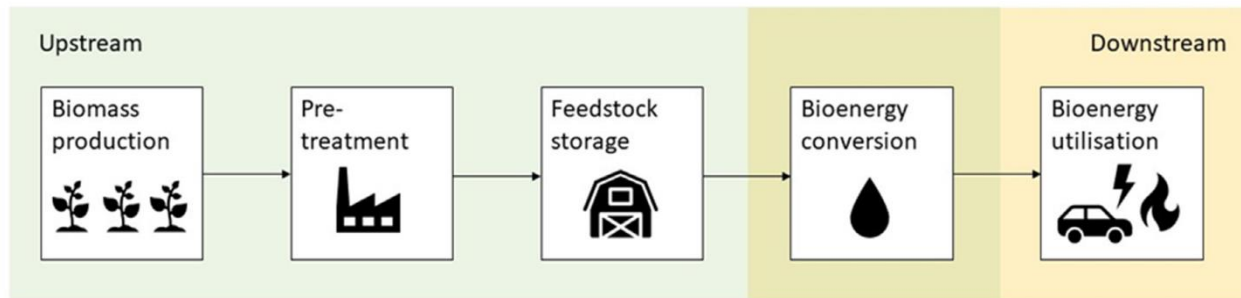 Upstream
Downstream
Biomass
production
Pre-
treatment
Feedstock
storage
Bioenergy
conversion
Bioenergy
utilisation